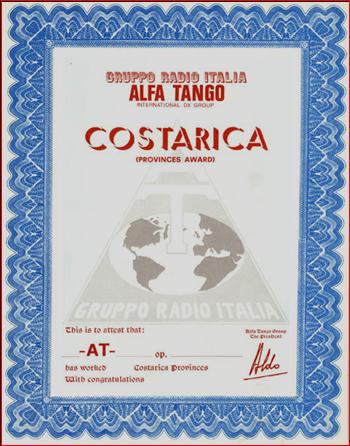 GRUPPO RADIO ITALIA
ALFA TANGO
INTERNATIONAL DX GROUP
COSTARICA
(PROVINCES AWARD)
T
GRUPPO RADIO ITALIA
This is to attest that:
-AT- op.
has worked Costarica Provinces
With congratulations
Alfa Tango Group
The President
Aldo